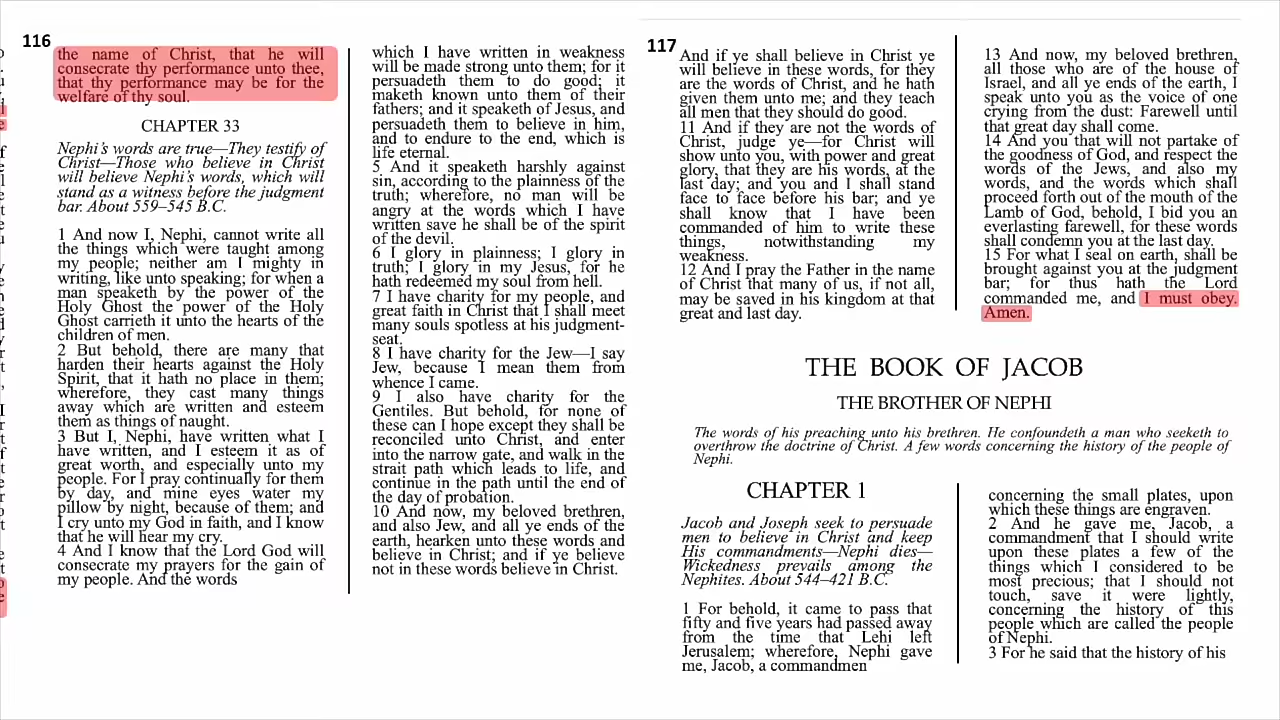 116
the name of Christ, that he will
consecrate thy performance unto thee,
that thy performance may be for the
welfare of thy soul.
CHAPTER 33
Nephi's words are true—They testify of
Christ—Those who believe in Christ
will believe Nephi's words, which will
stand as a witness before the judgment
bar. About 559–545 B.C.
1 And now I, Nephi, cannot write all
the things which were taught among
my people; neither am I mighty in
writing, like unto speaking; for when a
man speaketh by the power of the
Holy Ghost the power of the Holy
Ghost carrieth it unto the hearts of the
children of men.
2 But behold, there are many that
harden their hearts against the Holy
Spirit, that it hath no place in them;
wherefore, they cast many things
away which are written and esteem
them as things of naught.
3 But I, Nephi, have written what I
have written, and I esteem it as of
great worth, and especially unto my
people. For I pray continually for them
by day, and mine eyes water my
pillow by night, because of them; and
I cry unto my God in faith, and I know
that he will hear my cry.
4 And I know that the Lord God will
consecrate my prayers for the gain of
my people. And the words
which I have written in weakness
will be made strong unto them; for it
persuadeth them to do good; it
maketh known unto them of their
fathers; and it speaketh of Jesus, and
persuadeth them to believe in him,
and to endure to the end, which is
life eternal.
5 And it speaketh harshly against
sin, according to the plainness of the
truth; wherefore, no man will be
angry at the words which I have
written save he shall be of the spirit
of the devil.
6 I glory in plainness; I glory in
truth; I glory in my Jesus, for he
hath redeemed my soul from hell.
7 I have charity for my people, and
great faith in Christ that I shall meet
many souls spotless at his judgment-
seat.
8 I have charity for the Jew—I say
Jew, because I mean them from
whence I came.
9 I also have charity for the
Gentiles. But behold, for none of
these can I hope except they shall be
reconciled unto Christ, and enter
into the narrow gate, and walk in the
strait path which leads to life, and
continue in the path until the end of
the day of probation.
10 And now, my beloved brethren,
and also Jew, and all ye ends of the
earth, hearken unto these words and
believe in Christ; and if ye believe
not in these words believe in Christ.
117
And if ye shall believe in Christ ye
will believe in these words, for they
are the words of Christ, and he hath
given them unto me; and they teach
all men that they should do good.
11 And if they are not the words of
Christ, judge ye—for Christ will
show unto you, with power and great
glory, that they are his words, at the
last day; and you and I shall stand
face to face before his bar; and ye
shall know that I have been
commanded of him to write these
things, notwithstanding my
weakness.
12 And I pray the Father in the name
of Christ that many of us, if not all,
may be saved in his kingdom at that
great and last day.
13 And now, my beloved brethren,
all those who are of the house of
Israel, and all ye ends of the earth, I
speak unto you as the voice of one
crying from the dust: Farewell until
that great day shall come.
14 And you that will not partake of
the goodness of God, and respect the
words of the Jews, and also my
words, and the words which shall
proceed forth out of the mouth of the
Lamb of God, behold, I bid you an
everlasting farewell, for these words
shall condemn you at the last day.
15 For what I seal on earth, shall be
brought against you at the judgment
bar; for thus hath the Lord
commanded me, and I must obey.
Amen.
THE BOOK OF JACOB
THE BROTHER OF NEPHI
The words of his preaching unto his brethren. He confoundeth a man who seeketh to
overthrow the doctrine of Christ. A few words concerning the history of the people of
Nephi.
CHAPTER 1
Jacob and Joseph seek to persuade
men to believe in Christ and keep
His commandments—Nephi dies—
Wickedness prevails among the
Nephites. About 544–421 B.C.
1 For behold, it came to pass that
fifty and five years had passed away
from the time that Lehi left
Jerusalem; wherefore, Nephi gave
me, Jacob, a commandmen
concerning the small plates, upon
which these things are engraven.
2 And he gave me, Jacob, a
commandment that I should write
upon these plates a few of the
things which I considered to be
most precious; that I should not
touch, save it were lightly,
concerning the history of this
people which are called the people
of Nephi.
3 For he said that the history of his